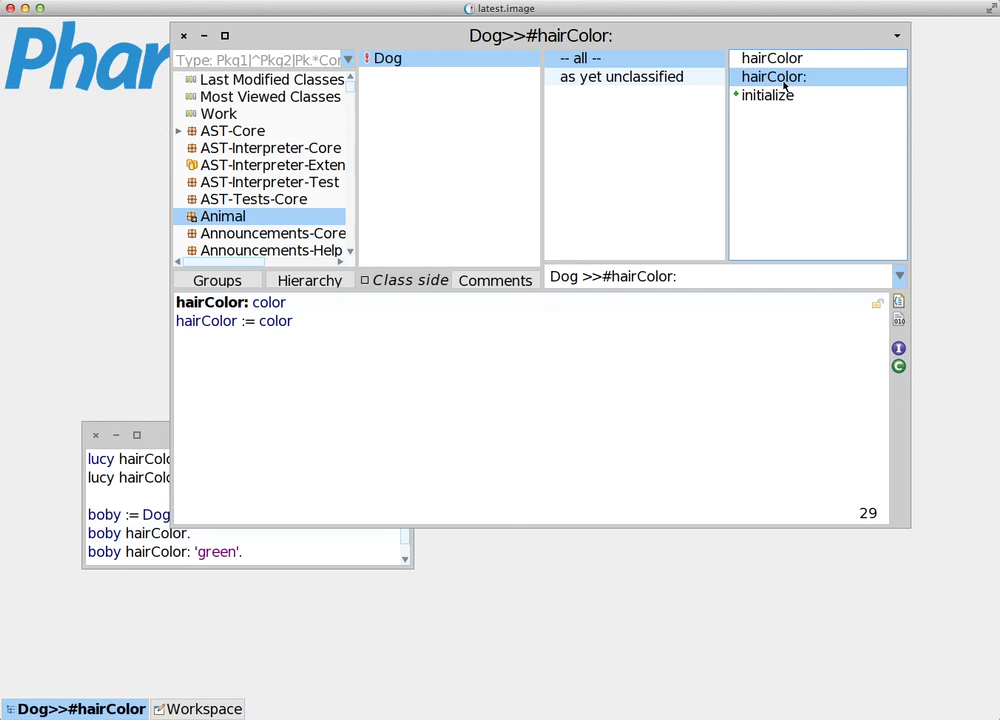 latest.image
Phar
Dog>>#hairColor:
Type: Pkg1|^Pkg2|Pk.*Cor
Last Modified Classes
Most Viewed Classes
Work
AST-Core
AST-Interpreter-Core
AST-Interpreter-Exten
AST-Interpreter-Test
AST-Tests-Core
Animal
Announcements-Core
Announcements-Help
Dog
-- all --
as yet unclassified
hairColor
hairColor:
initialize
Groups
Hierarchy
Class side
Comments
Dog >>#hairColor:
hairColor: color
hairColor := color
29
lucy hairColo
lucy hairColo
boby := Dog
boby hairColor.
boby hairColor: 'green'.
Dog>>#hairColor
Workspace